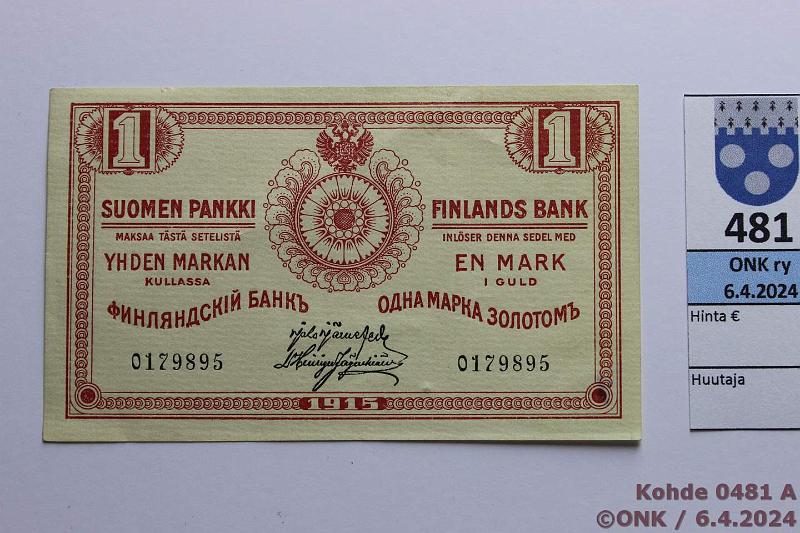 1 1
SUOMEN PANKKI
MAKSAA TÄSTÄ SETELISTÄ
YHDEN MARKAN
KULLASSA
FINLANDS BANK
INLÖSER DENNA SEDEL MED
EN MARK
I GULD
ФИНЛЯНДСКІЙ БАНКЪ
ОДНА МАРКА ЗОЛОТОМЪ
0179895 0179895
1915
481
ONK ry
6.4.2024
Hinta €
Huutaja
Kohde 0481 A
©ONK / 6.4.2024